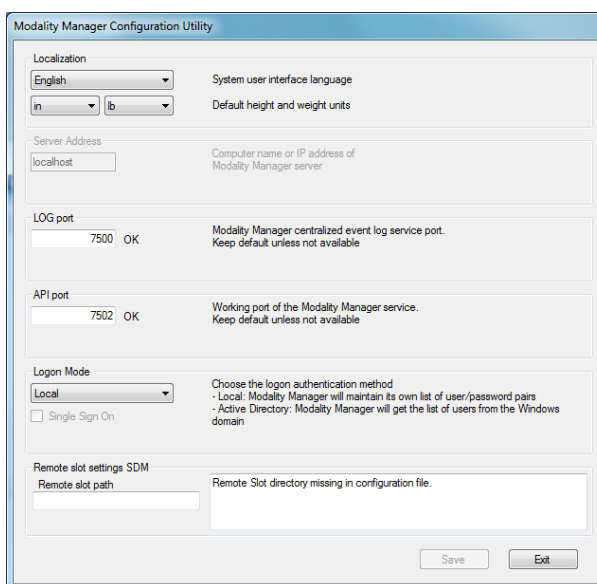 Modality Manager Configuration Utility
Localization
English
System user interface language
in
lb
Default height and weight units
Server Address
localhost
Computer name or IP address of
Modality Manager server
LOG port
7500
OK
Modality Manager centralized event log service port.
Keep default unless not available
API port
7502
OK
Working port of the Modality Manager service.
Keep default unless not available
Logon Mode
Local
Single Sign On
Choose the logon authentication method
- Local: Modality Manager will maintain its own list of user/password pairs
- Active Directory: Modality Manager will get the list of users from the Windows
domain
Remote slot settings SDM
Remote slot path
Remote Slot directory missing in configuration file.
Save
Exit